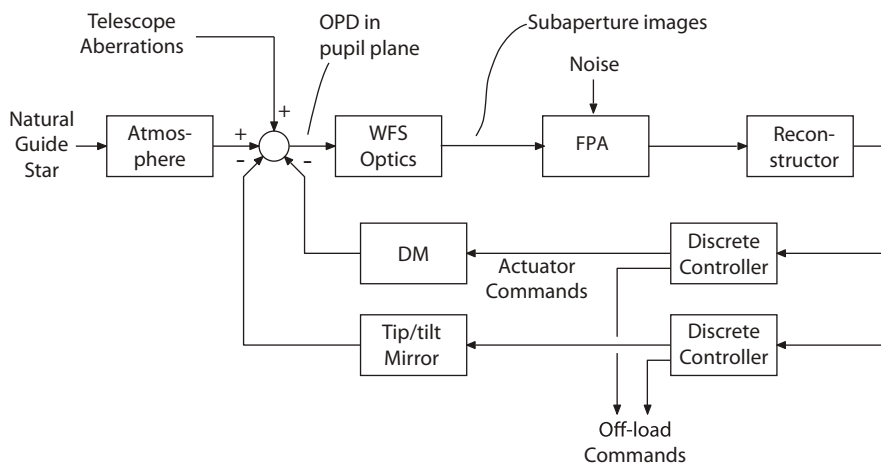 Telescope
Aberrations
OPD in
pupil plane
Subaperture images
Noise
Natural
Guide
Star
Atmos-
phere
+
+
-
-
WFS
Optics
FPA
Recon-
structor
DM
Actuator
Commands
Discrete
Controller
Tip/tilt
Mirror
Discrete
Controller
Off-load
Commands